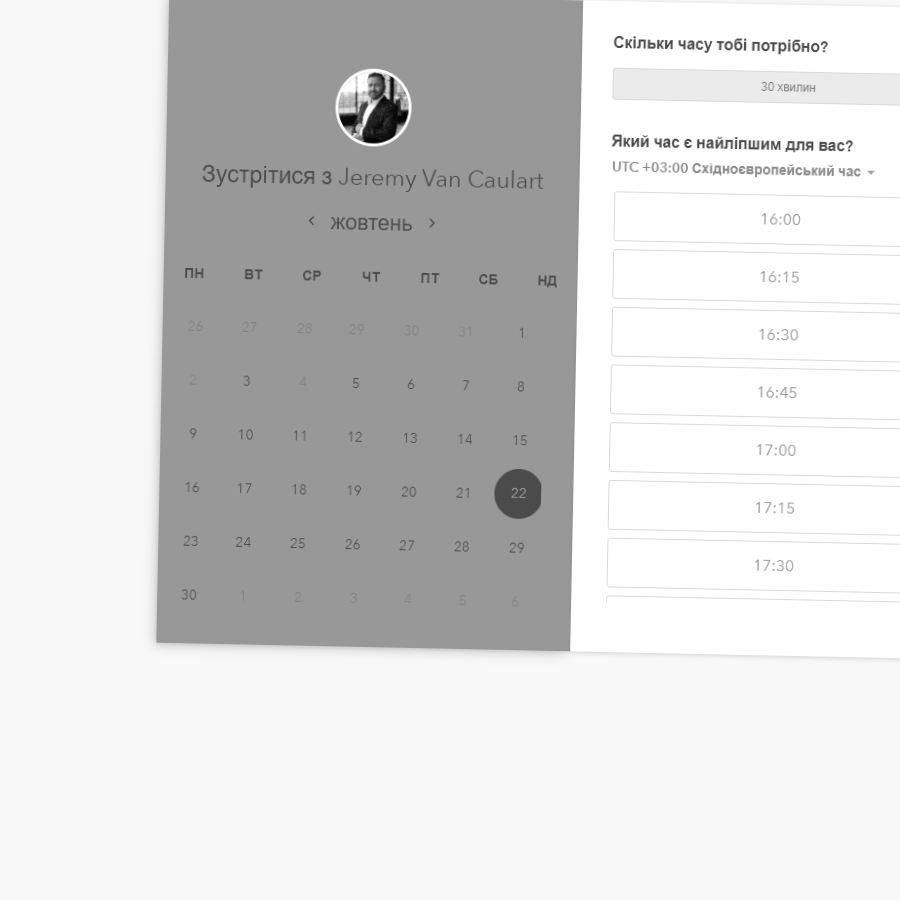 Зустрітися з Jeremy Van Caulart
жовтень
ПН ВТ СР ЧТ ПТ СБ НД
26 27 28 29 30 31 1
2 3 4 5 6 7 8
9 10 11 12 13 14 15
16 17 18 19 20 21 22
23 24 25 26 27 28 29
30 1 2 3 4 5 6
Скільки часу тобі потрібно?
30 хвилин
Який час є найліпшим для вас?
UTC +03:00 Східноєвропейський час
16:00
16:15
16:30
16:45
17:00
17:15
17:30